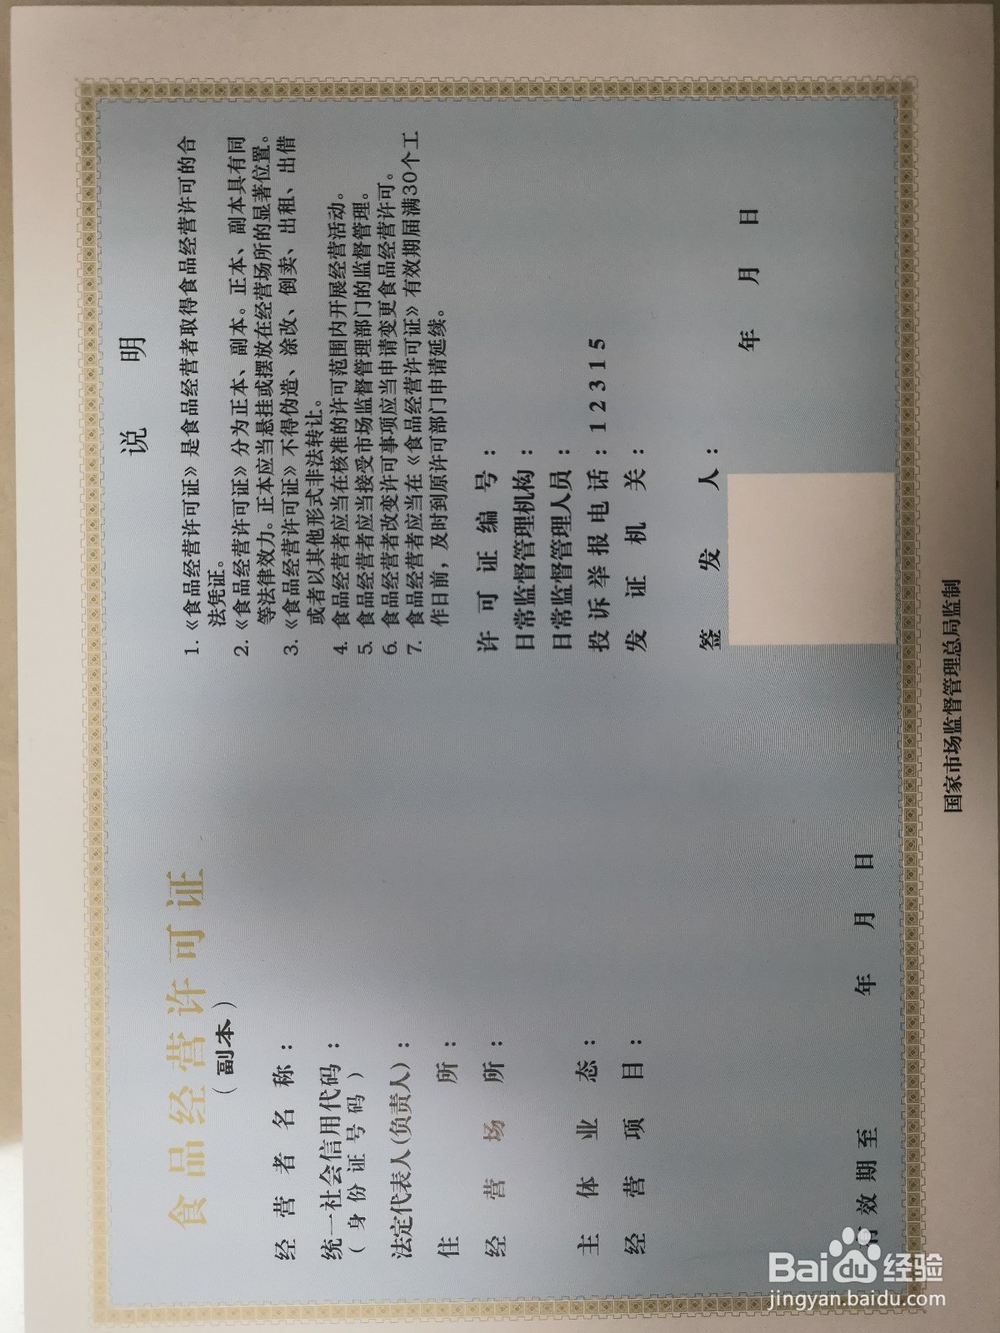 食品经营许可证
（副本）
经营者名称：
统一社会信用代码：
（身份证号码）
法定代表人（负责人）：
住所：
经营场所：
主体业态：
经营项目：
有效期至 年 月 日
说明
1.《食品经营许可证》是食品经营者取得食品经营许可的合
法凭证。
2.《食品经营许可证》分为正本、副本。正本、副本具有同
等法律效力。正本应当悬挂或摆放在经营场所的显著位置。
3.《食品经营许可证》不得伪造、涂改、倒卖、出租、出借
或者以其他形式非法转让。
4. 食品经营者应当在核准的许可范围内开展经营活动。
5. 食品经营者应当接受市场监督管理部门的监督管理。
6. 食品经营者改变许可事项应当申请变更食品经营许可。
7. 食品经营者应当在《食品经营许可证》有效期届满30个工
作日前，及时到原许可部门申请延续。
许可证编号：
日常监督管理机构：
日常监督管理人员：
投诉举报电话：12315
发证机关：
签发人：
年 月 日
国家市场监督管理总局监制
Baidu经验
jingyan.baidu.com